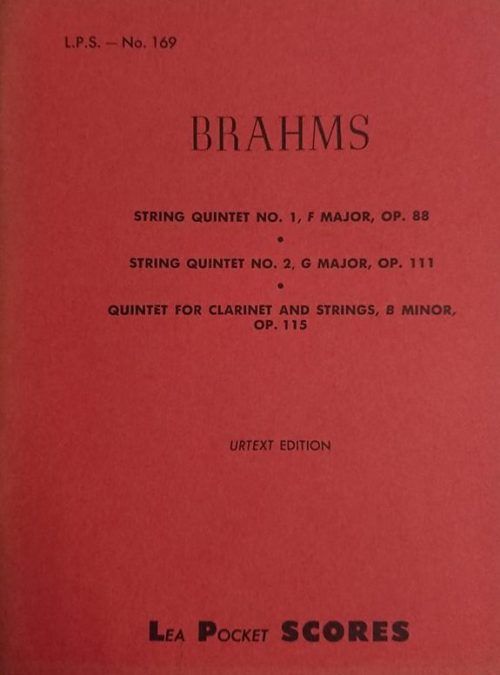 L.P.S. — No. 169
BRAHMS
STRING QUINTET NO. 1, F MAJOR, OP. 88
•
STRING QUINTET NO. 2, G MAJOR, OP. 111
•
QUINTET FOR CLARINET AND STRINGS, B MINOR,
OP. 115
URTEXT EDITION
LEA POCKET SCORES